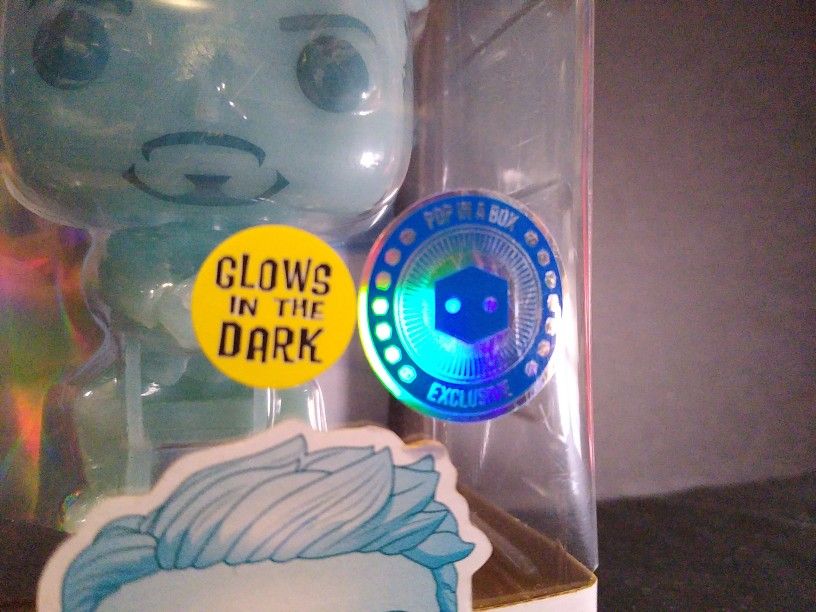 GLOWS
IN THE
DARK
POP IN A BOX
EXCLUSIVE